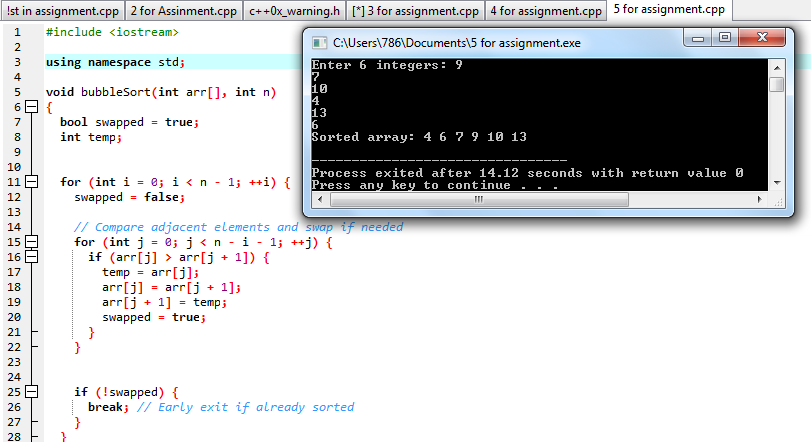 !st in assignment.cpp 2 for Assinment.cpp c++0x_warning.h [*] 3 for assignment.cpp 4 for assignment.cpp 5 for assignment.cpp
1 #include <iostream>
2
3 using namespace std;
4
5 void bubbleSort(int arr[], int n)
6 {
7 bool swapped = true;
8 int temp;
9
10
11 for (int i = 0; i < n - 1; ++i) {
12 swapped = false;
13
14 // Compare adjacent elements and swap if needed
15 for (int j = 0; j < n - i - 1; ++j) {
16 if (arr[j] > arr[j + 1]) {
17 temp = arr[j];
18 arr[j] = arr[j + 1];
19 arr[j + 1] = temp;
20 swapped = true;
21 }
22 }
23
24
25 if (!swapped) {
26 break; // Early exit if already sorted
27 }
28 }
C:\Users\786\Documents\5 for assignment.exe
Enter 6 integers: 9
7
10
4
13
6
Sorted array: 4 6 7 9 10 13
--------------------------------
Process exited after 14.12 seconds with return value 0
Press any key to continue . . .